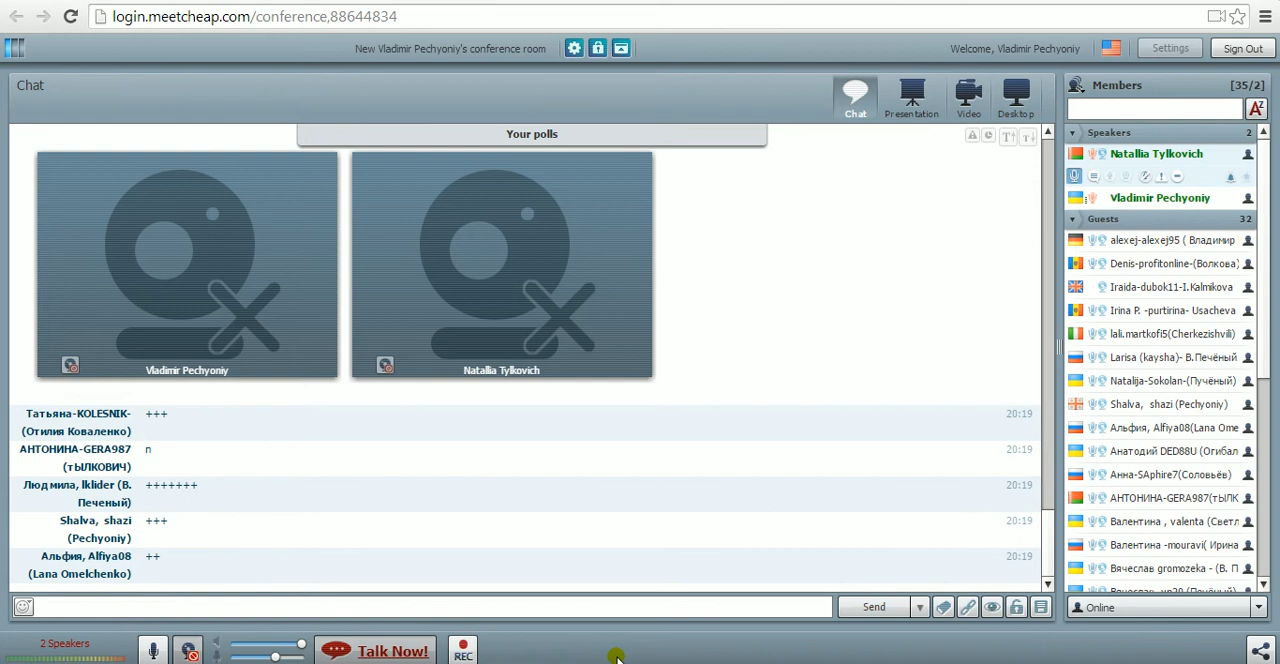 login.meetcheap.com/conference,88644834
New Vladimir Pechyoniy's conference room
Welcome, Vladimir Pechyoniy
Settings
Sign Out
Chat
Chat
Presentation
Video
Desktop
Your polls
Vladimir Pechyoniy
Natallia Tylkovich
Татьяна-KOLESNIK- +++ 20:19
(Отилия Коваленко)
АНТОНИНА-GERA987 п 20:19
(тЫЛКОВИЧ)
Людмила, lklider (В. +++++++ 20:19
Печеный)
Shalva, shazi +++ 20:19
(Pechyoniy)
Альфия, Alfiya08 ++ 20:19
(Lana Omelchenko)
Send
Members [35/2]
Speakers 2
Natallia Tylkovich
Vladimir Pechyoniy
Guests 32
alexej-alexej95 ( Владимир
Denis-profitonline-(Волкова)
Iraida-dubok11-I.Kalmikova
Irina P. -purtirina- Usacheva
lali.martkofi5(Cherkezishvili)
Larisa (kaysha)- В.Печёный
Natalija-Sokolan-(Пучёный)
Shalva, shazi (Pechyoniy)
Альфия, Alfiya08(Lana Ome
Анатодий DED88U (Огибал
Анна-SAphire7(Соловьёв)
АНТОНИНА-GERA987(тЫЛК
Валентина , valenta (Светл
Валентина -mouravi( Ирина
Вячеслав gromozeka - (В. П
Online
2 Speakers
Talk Now!
REC